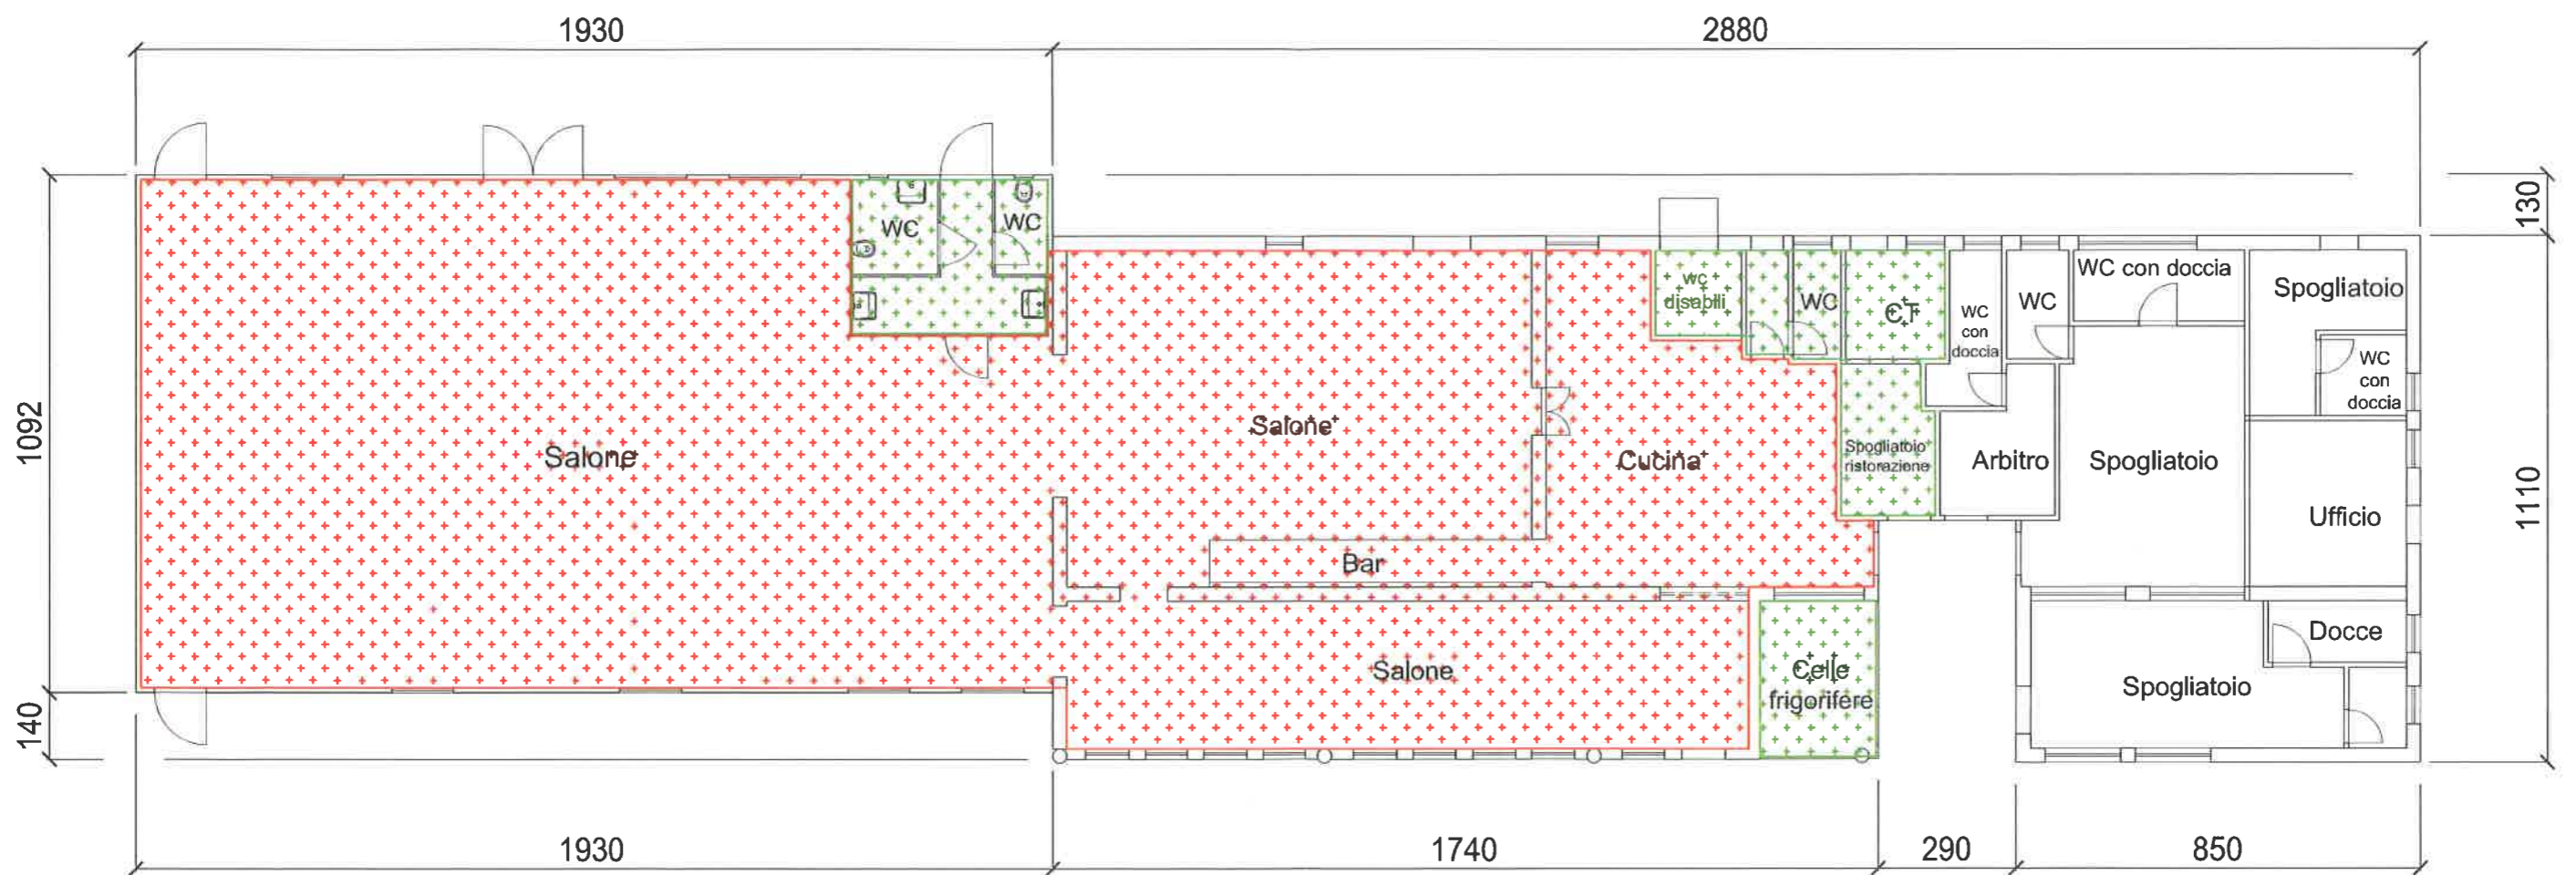 1930
2880
130
1092
140
1110
WC
WC
WC
disabili
WC
CT
WC
con
doccia
WC
WC con doccia
Spogliatoio
WC
con
doccia
Salone
Salone
Cucina
Spogliatoio
ristorazione
Arbitro
Spogliatoio
Ufficio
Bar
Salone
Celle
frigorifere
Spogliatoio
Docce
1930
1740
290
850